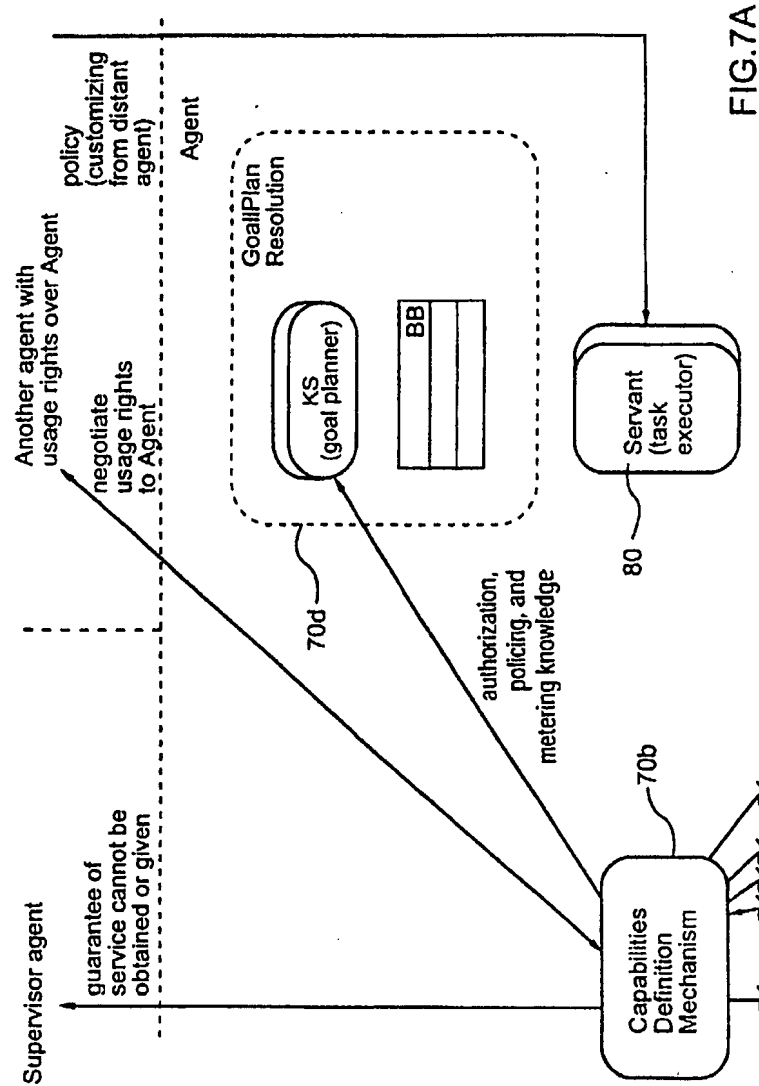 Supervisor agent
guarantee of
service cannot be
obtained or given
Another agent with
usage rights over Agent
negotiate
usage rights
to Agent
policy
(customizing
from distant
agent)
Agent
GoallPlan
Resolution
KS
(goal planner)
BB
70d
authorization,
policing, and
metering knowledge
Servant
(task
executor)
80
Capabilities
Definition
Mechanism
70b
FIG.7A